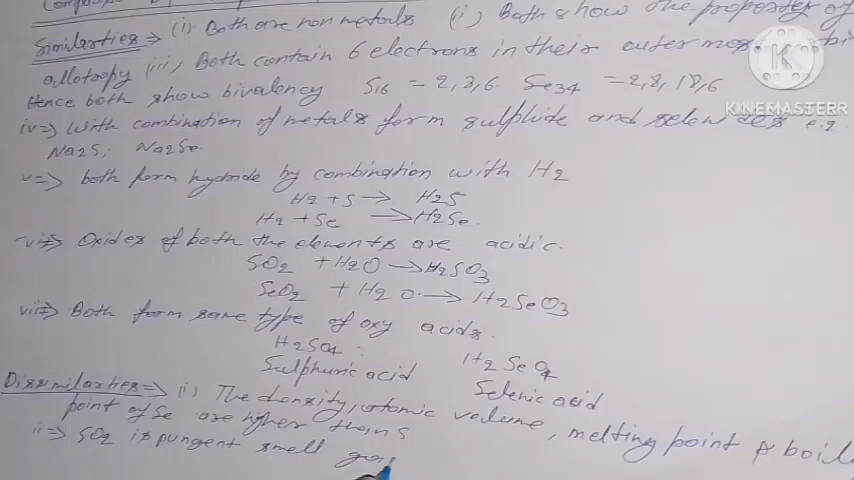 Similarties => (i) Both are non metals (i) Both show the properder of
allotropy (iii) Both contain 6 electrons in their outer most
Hence both show bivalency S16 = 2,8,6 Se34 = 2,8,18,6
KINEMASTER
iv => With combination of metals form sulphide and e.g.
Na2S, Na2Se.
v => both form hydride by combination with H2
H2 + S → H2S
H2 + Se → H2Se.
vi => Oxides of both the elements are acidic.
SO2 + H2O → H2SO3
SeO2 + H2O → H2SeO3
vii => Both form same type of oxy acids.
H2SO4 H2SeO4
Sulphuric acid Selenic acid
Dissimilarties => (i) The density, atomic volume, melting point & boil
point of Se are higher than S
ii => SO2 is pungent smell gas